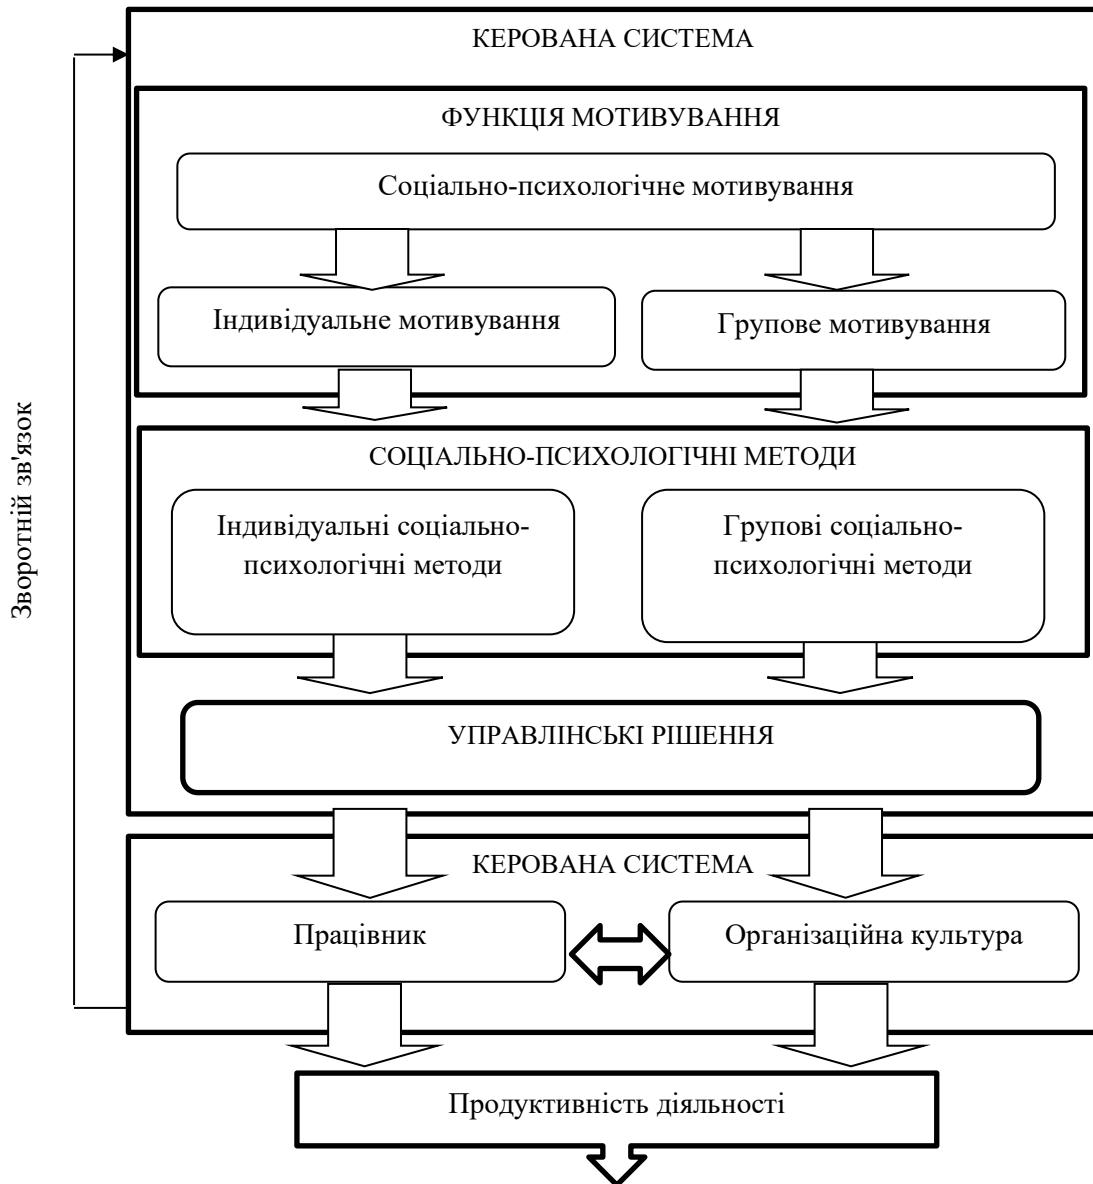 КЕРОВАНА СИСТЕМА
ФУНКЦІЯ МОТИВУВАННЯ
Соціально-психологічне мотивування
Індивідуальне мотивування
Групове мотивування
Зворотній зв'язок
СОЦІАЛЬНО-ПСИХОЛОГІЧНІ МЕТОДИ
Індивідуальні соціально-
психологічні методи
Групові соціально-
психологічні методи
УПРАВЛІНСЬКІ РІШЕННЯ
КЕРОВАНА СИСТЕМА
Працівник
Організаційна культура
Продуктивність діяльності